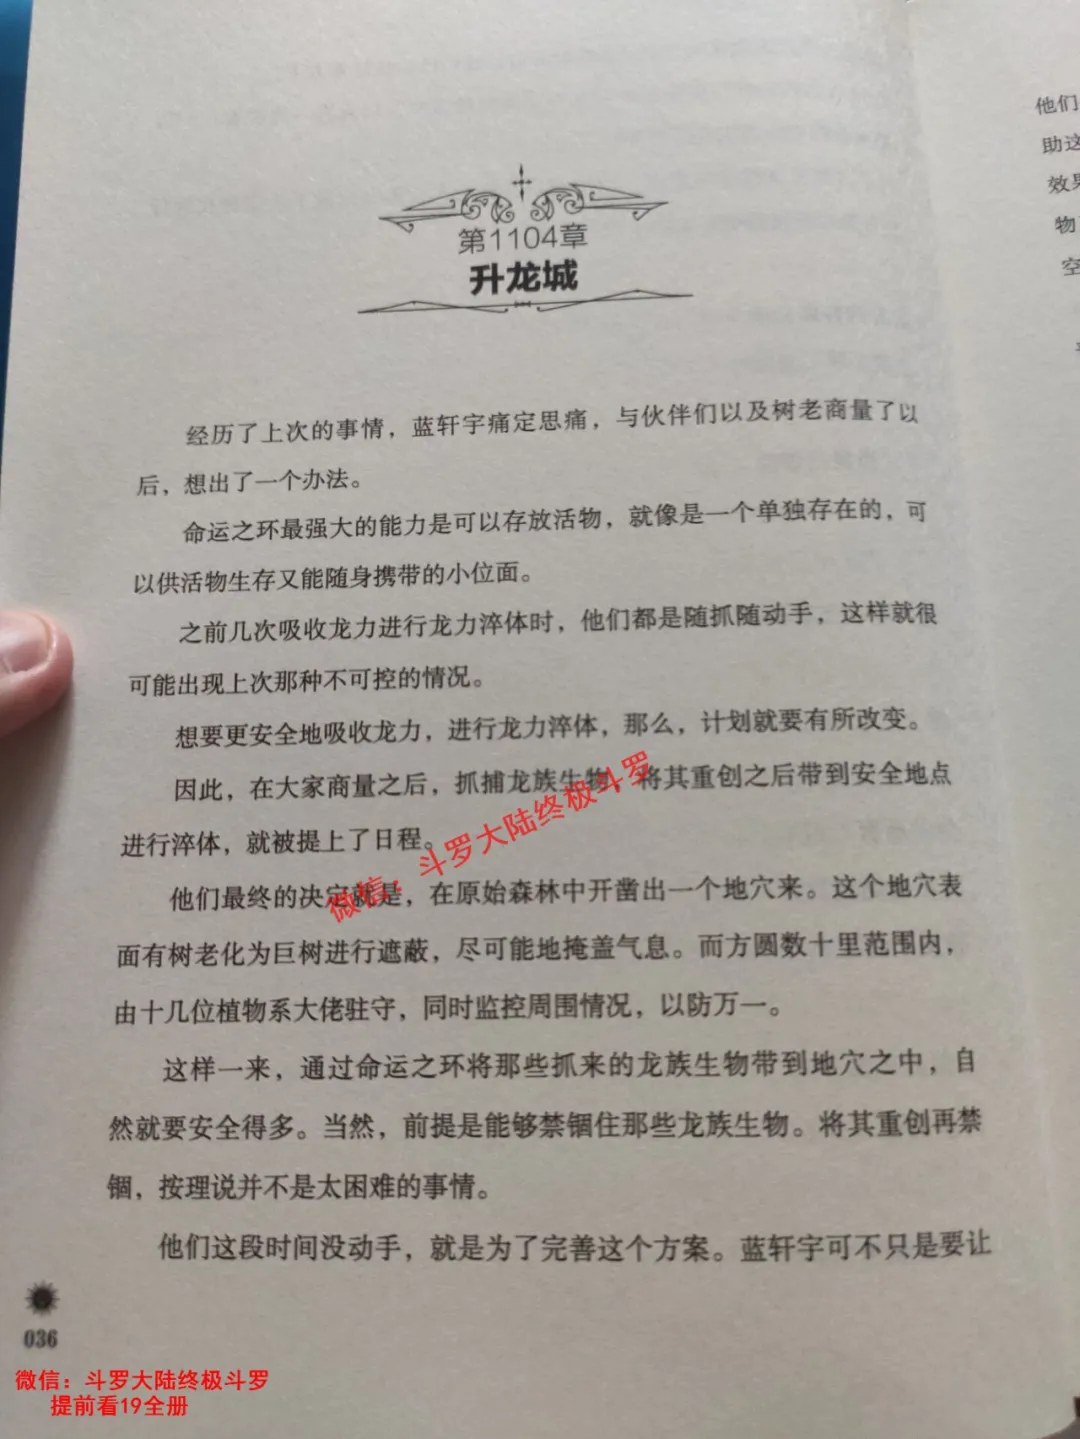 第1104章
升龙城
经历了上次的事情，蓝轩宇痛定思痛，与伙伴们以及树老商量了以
后，想出了一个办法。
命运之环最强大的能力是可以存放活物，就像是一个单独存在的，可
以供活物生存又能随身携带的小位面。
之前几次吸收龙力进行龙力淬体时，他们都是随抓随动手，这样就很
可能出现上次那种不可控的情况。
想要更安全地吸收龙力，进行龙力淬体，那么，计划就要有所改变。
因此，在大家商量之后，抓捕龙族生物，将其重创之后带到安全地点
进行淬体，就被提上了日程。
他们最终的决定就是，在原始森林中开凿出一个地穴来。这个地穴表
面有树老化为巨树进行遮蔽，尽可能地掩盖气息。而方圆数十里范围内，
由十几位植物系大佬驻守，同时监控周围情况，以防万一。
这样一来，通过命运之环将那些抓来的龙族生物带到地穴之中，自
然就要安全得多。当然，前提是能够禁锢住那些龙族生物。将其重创再禁
锢，按理说并不是太困难的事情。
他们这段时间没动手，就是为了完善这个方案。蓝轩宇可不只是要让
036
微信：斗罗大陆终极斗罗
微信：斗罗大陆终极斗罗
提前看19全册
他们
助这
效果
物
空